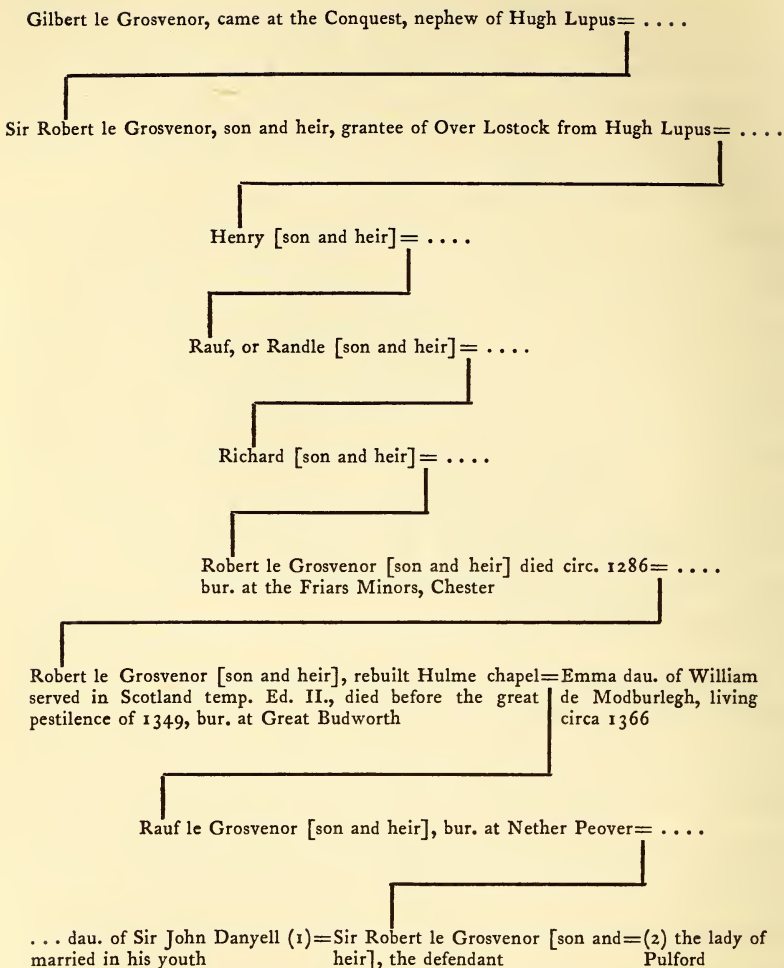 Gilbert le Grosvenor, came at the Conquest, nephew of Hugh Lupus= ....
Sir Robert le Grosvenor, son and heir, grantee of Over Lostock from Hugh Lupus= ....
Henry [son and heir]= ....
Rauf, or Randle [son and heir]= ....
Richard [son and heir]= ....
Robert le Grosvenor [son and heir] died circ. 1286= ....
bur. at the Friars Minors, Chester
Robert le Grosvenor [son and heir], rebuilt Hulme chapel=Emma dau. of William
served in Scotland temp. Ed. II., died before the great de Modburlegh, living
pestilence of 1349, bur. at Great Budworth circa 1366
Rauf le Grosvenor [son and heir], bur. at Nether Peover= ....
... dau. of Sir John Danyell (1)=Sir Robert le Grosvenor [son and=(2) the lady of
married in his youth heir], the defendant Pulford